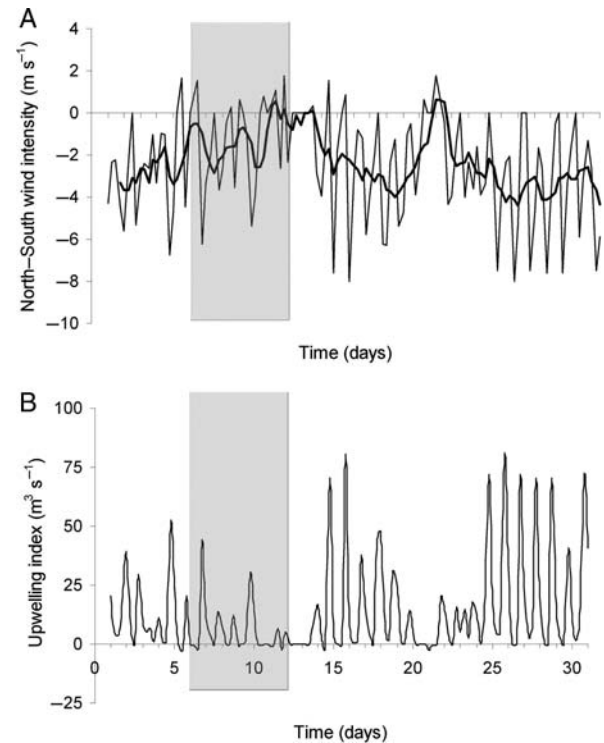 A
North–South wind intensity (m s⁻¹)
4
2
0
–2
–4
–6
–8
–10
Time (days)
B
Upwelling index (m³ s⁻¹)
100
75
50
25
0
–25
0 5 10 15 20 25 30
Time (days)